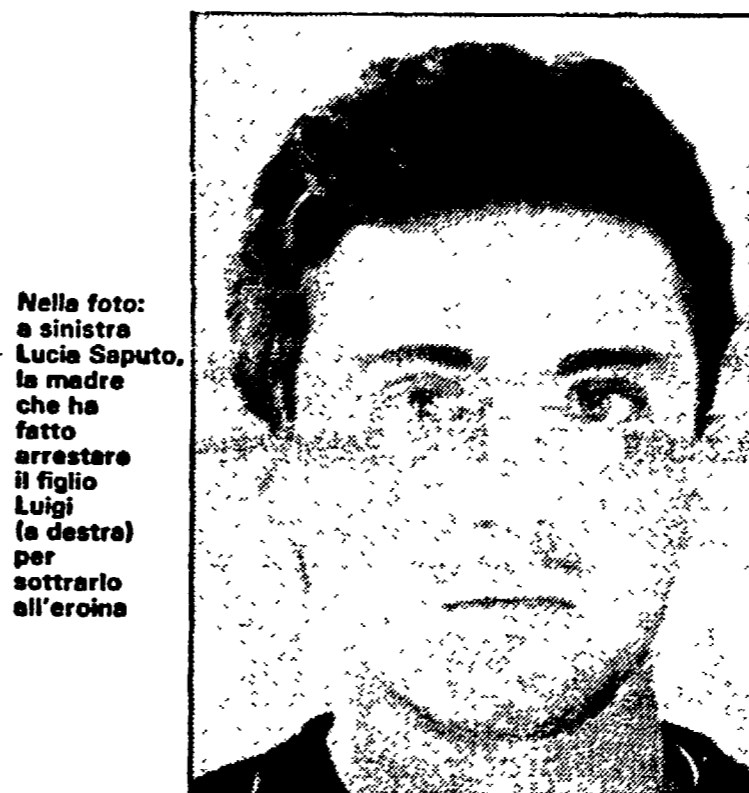 Nella foto:
a sinistra
Lucia Saputo,
la madre
che ha
fatto
arrestare
il figlio
Luigi
(a destra)
per
sottrarlo
all'eroina